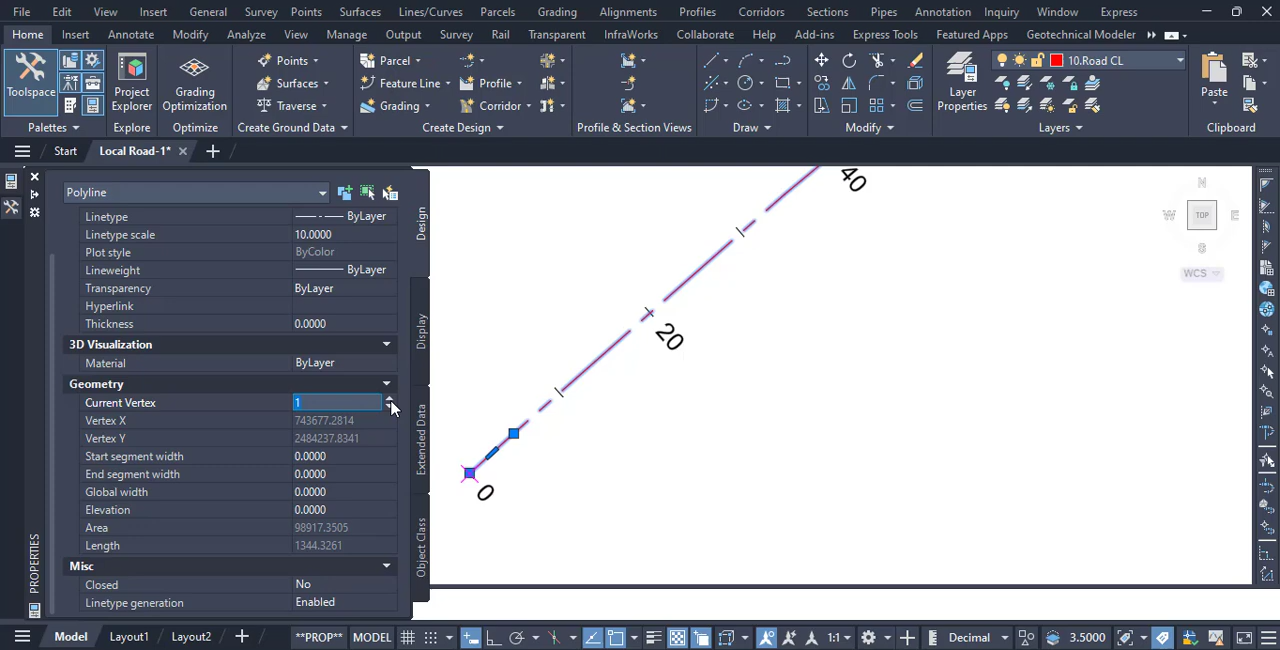 File Edit View Insert General Survey Points Surfaces Lines/Curves Parcels Grading Alignments Profiles Corridors Sections Pipes Annotation Inquiry Window Express
Home Insert Annotate Modify Analyze View Manage Output Survey Rail Transparent InfraWorks Collaborate Help Add-ins Express Tools Featured Apps Geotechnical Modeler
Toolspace Project Explorer Grading Optimization
Points Parcel
Surfaces Feature Line Profile
Traverse Grading Corridor
Layer Properties 10.Road CL Paste
Palettes Explore Optimize Create Ground Data Create Design Profile & Section Views Draw Modify Layers Clipboard
Start Local Road-1* +
Polyline
Linetype ByLayer
Linetype scale 10.0000
Plot style ByColor
Lineweight ByLayer
Transparency ByLayer
Hyperlink
Thickness 0.0000
3D Visualization
Material ByLayer
Geometry
Current Vertex 1
Vertex X 743677.2814
Vertex Y 2484237.8341
Start segment width 0.0000
End segment width 0.0000
Global width 0.0000
Elevation 0.0000
Area 98917.3505
Length 1344.3261
Misc
Closed No
Linetype generation Enabled
PROPERTIES
Design
Display
Extended Data
Object Class
40
20
0
N
W TOP E
S
WCS
Model Layout1 Layout2 + **PROP** MODEL 1:1 Decimal 3.5000